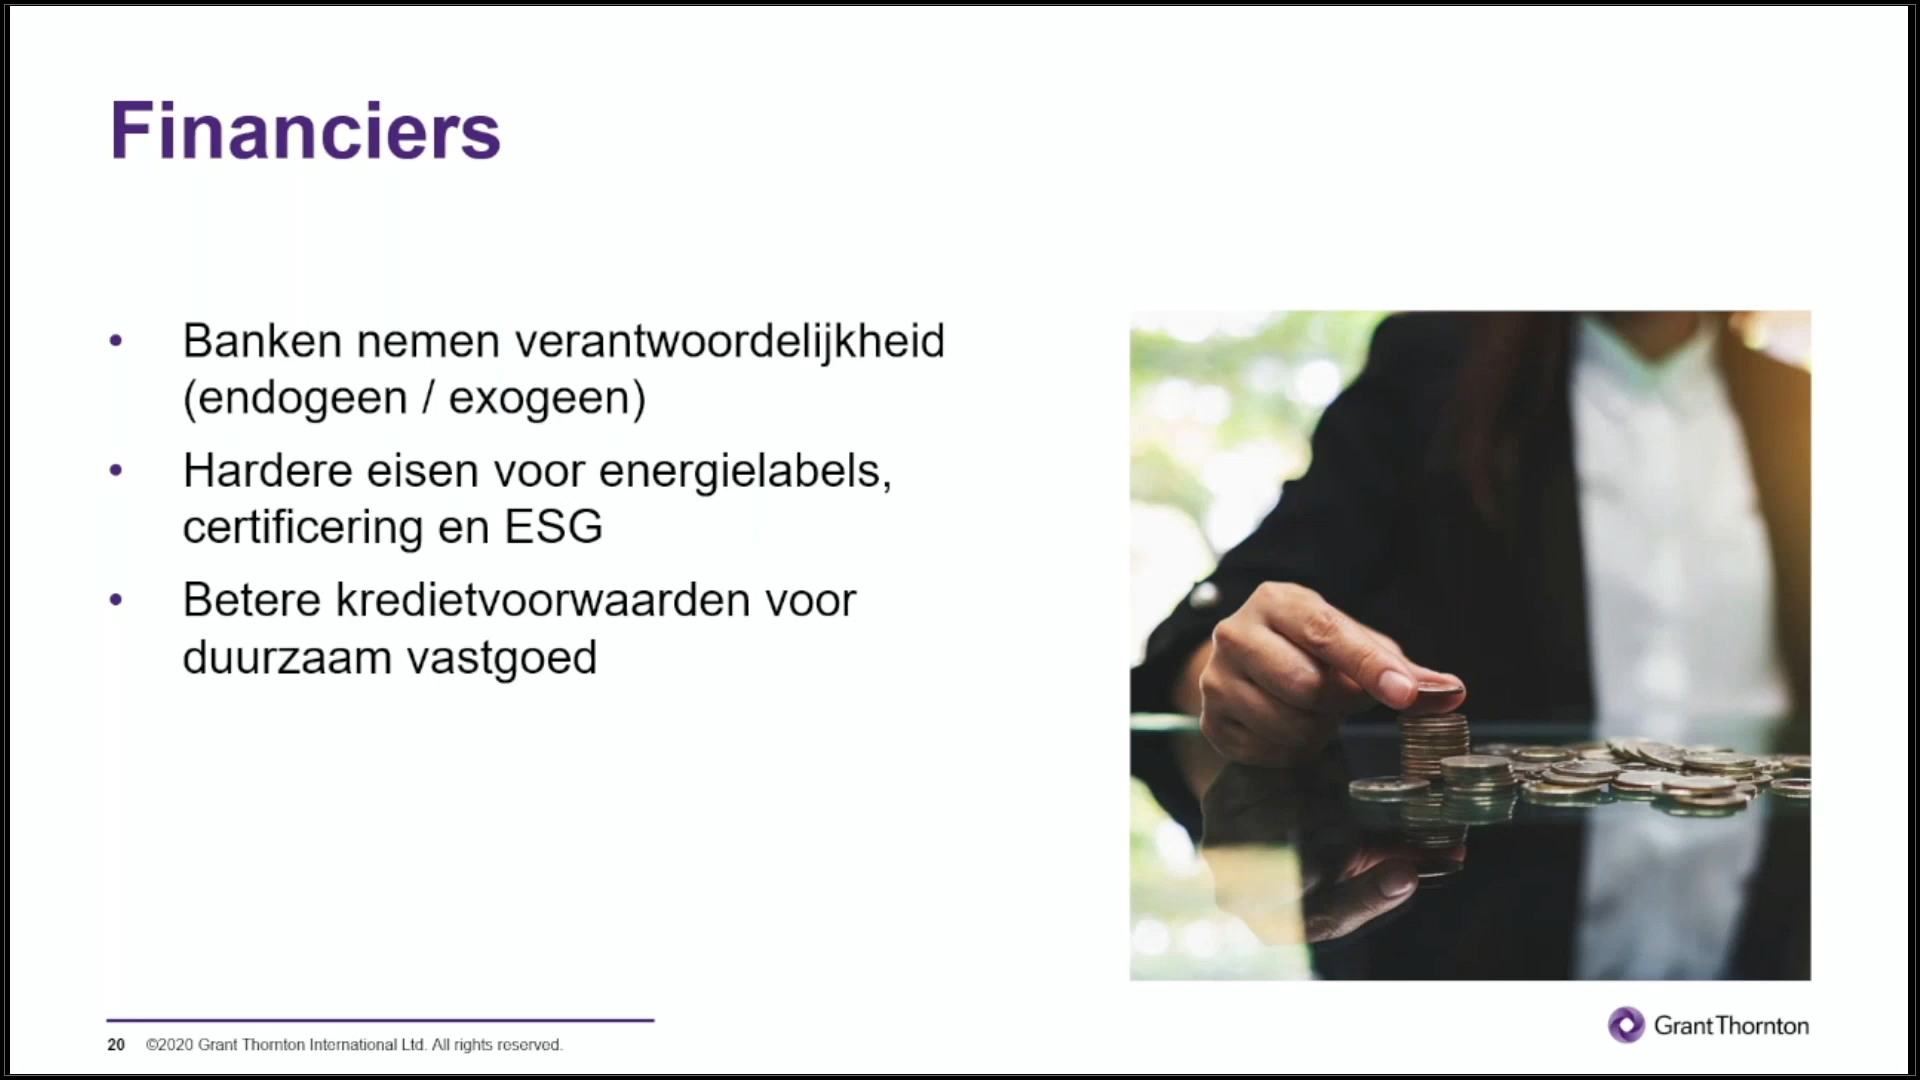 Financiers
• Banken nemen verantwoordelijkheid
(endogeen / exogeen)
• Hardere eisen voor energielabels,
certificering en ESG
• Betere kredietvoorwaarden voor
duurzaam vastgoed
20 ©2020 Grant Thornton International Ltd. All rights reserved.
Grant Thornton